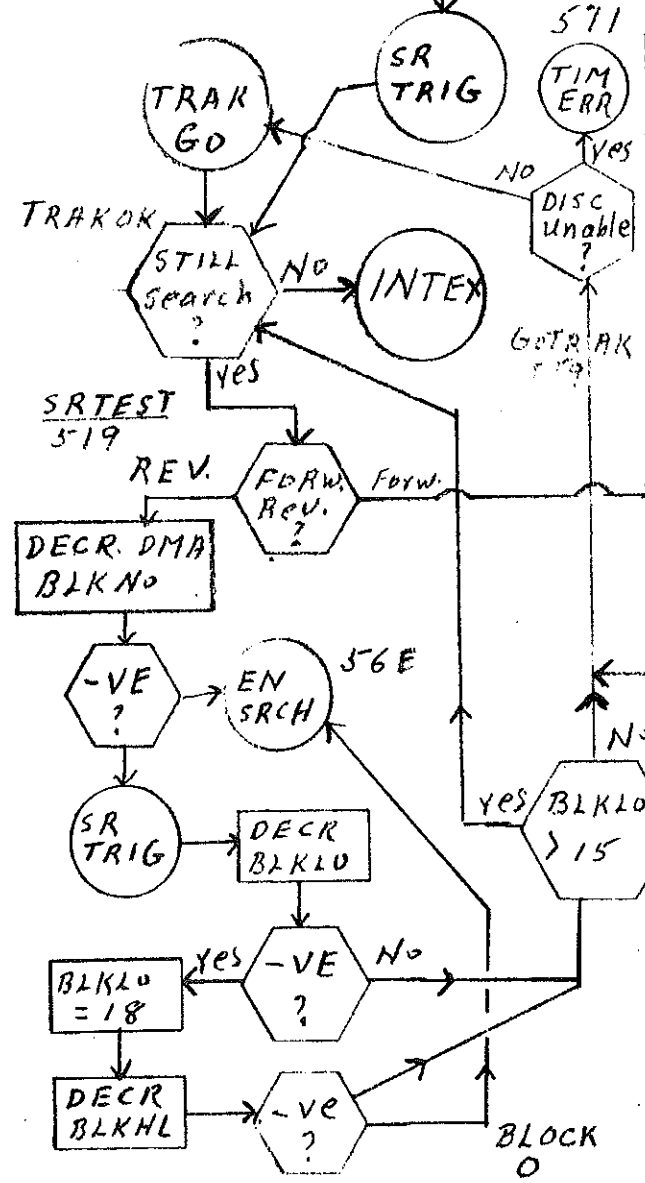 571
SR
TRIG
TIM
ERR
TRAK
GO
yes
NO
DISC
Unable
?
TRAKOK
STILL
Search
?
NO
INTEX
GOTRAK
yes
SRTEST
519
REV.
FORW.
Rev.
?
Forw.
DECR. DMA
BLKNO
-VE
?
EN
SRCH
56E
NO
SR
TRIG
DECR
BLKLO
yes
BLKLO
> 15
yes
-VE
?
NO
BLKLO
= 18
DECR
BLKHL
-ve
?
BLOCK
0